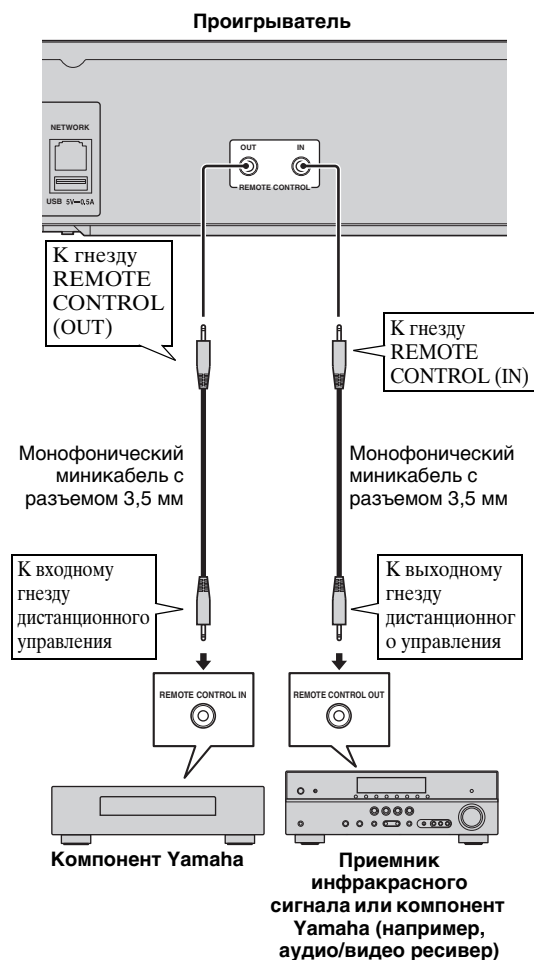 Проигрыватель
NETWORK
USB 5V⎓0.5A
OUT IN
REMOTE CONTROL
К гнезду
REMOTE
CONTROL
(OUT)
К гнезду
REMOTE
CONTROL (IN)
Монофонический
миникабель с
разъемом 3,5 мм
Монофонический
миникабель с
разъемом 3,5 мм
К входному
гнезду
дистанционного
управления
К выходному
гнезду
дистанционног
о управления
REMOTE CONTROL IN
REMOTE CONTROL OUT
Компонент Yamaha
Приемник
инфракрасного
сигнала или компонент
Yamaha (например,
аудио/видео ресивер)